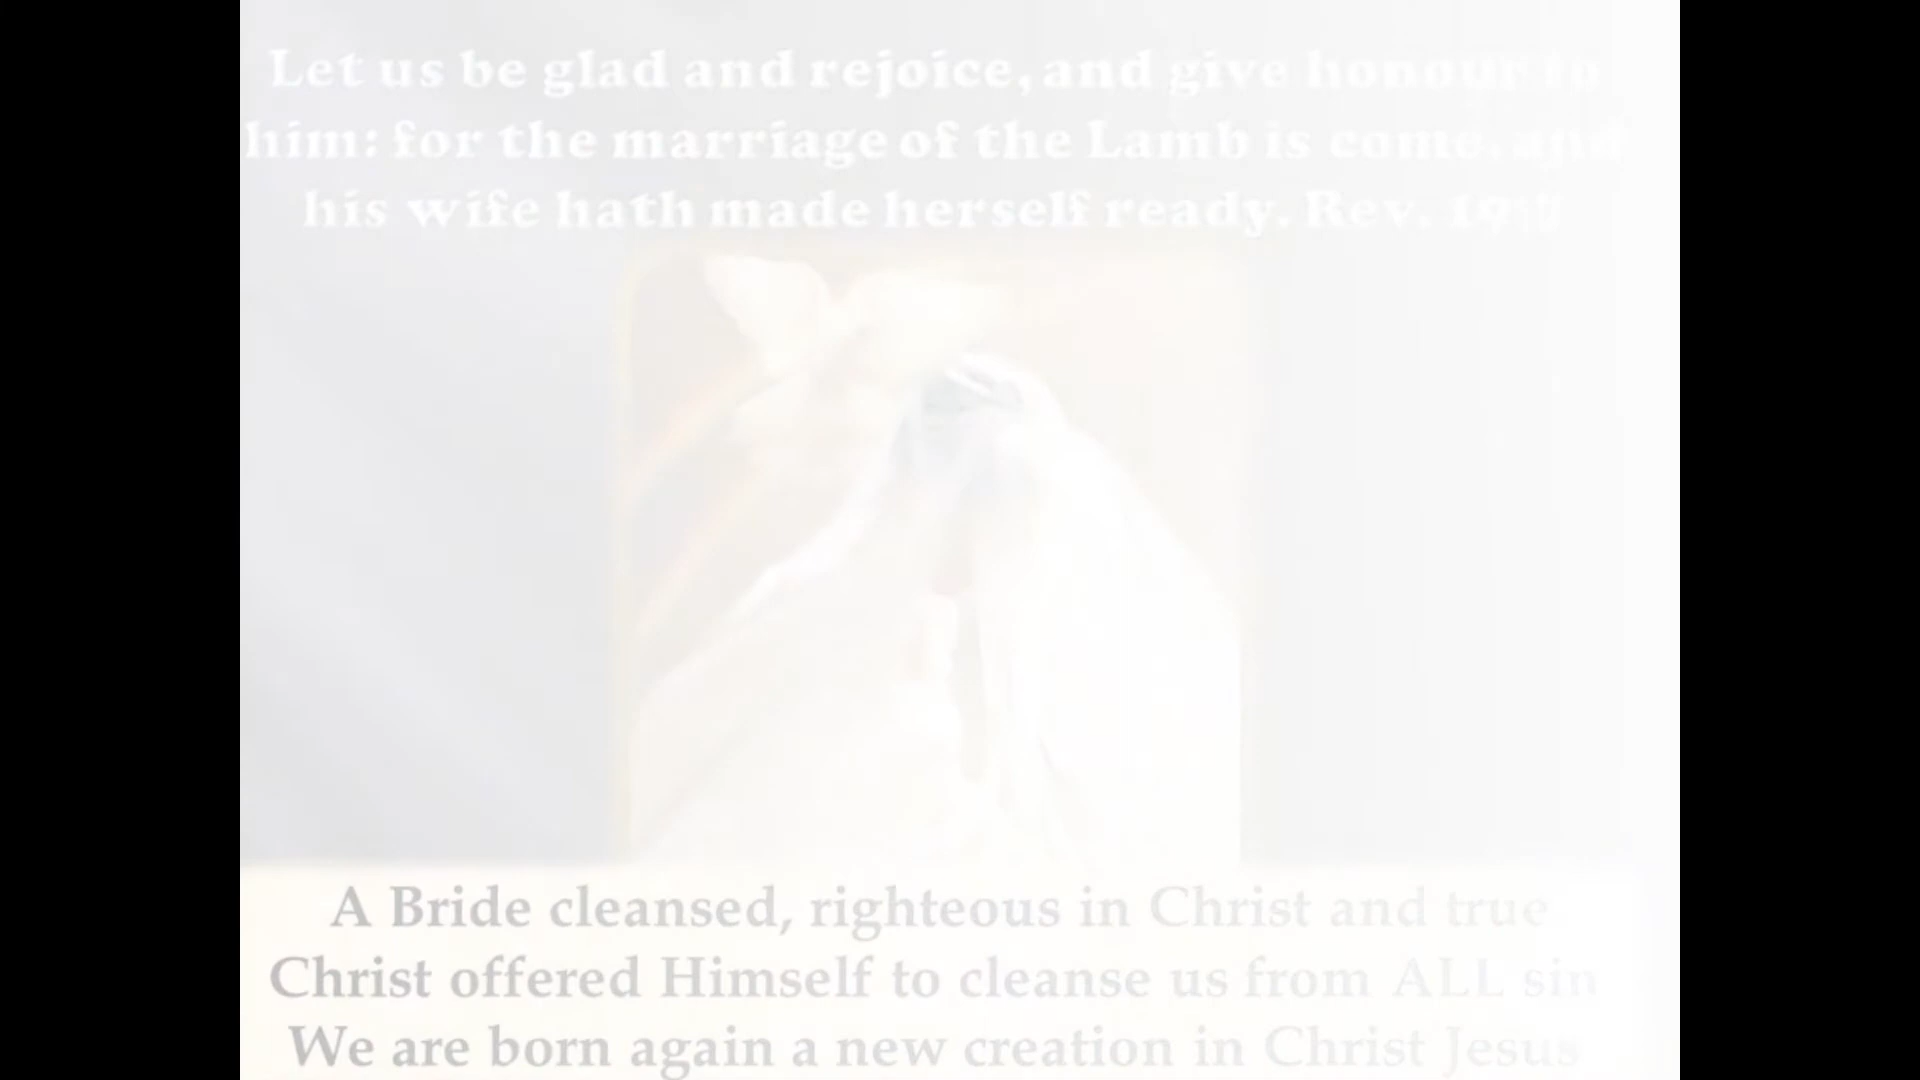 Let us be glad and rejoice, and give honour to
him: for the marriage of the Lamb is come, and
his wife hath made herself ready. Rev. 19:7
A Bride cleansed, righteous in Christ and true
Christ offered Himself to cleanse us from ALL sin
We are born again a new creation in Christ Jesus